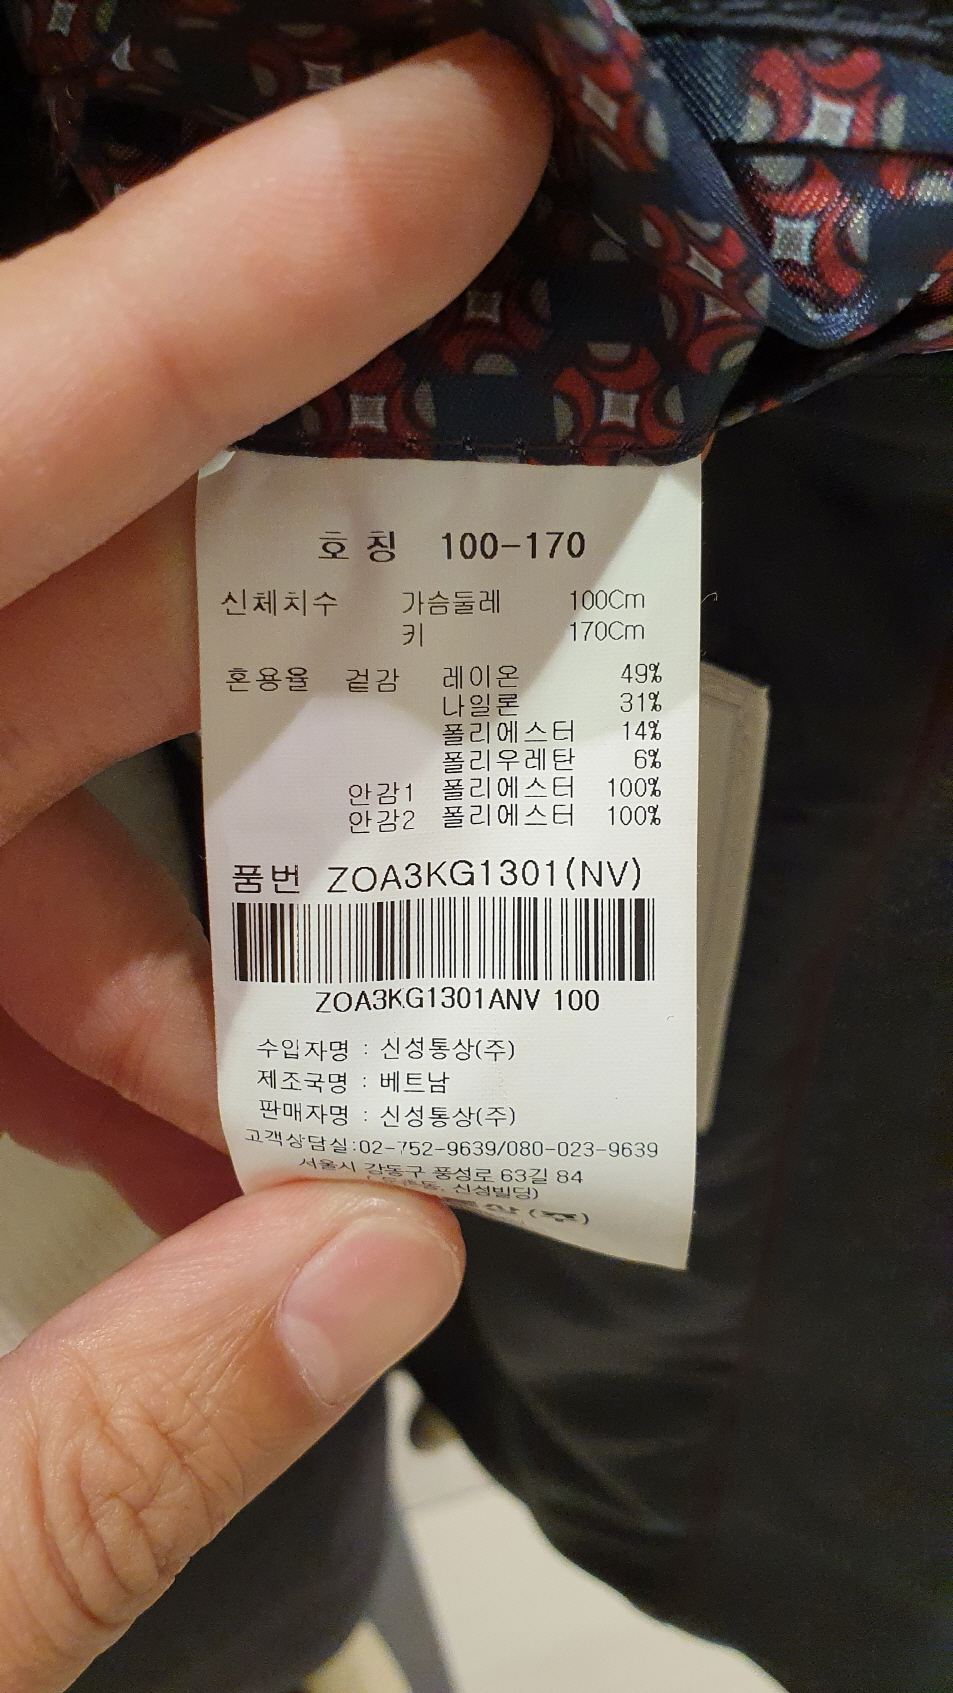 호 칭 100-170
신체치수 가슴둘레 100Cm
키 170Cm
혼용율 겉감 레이온 49%
나일론 31%
폴리에스터 14%
폴리우레탄 6%
안감1 폴리에스터 100%
안감2 폴리에스터 100%
품번 ZOA3KG1301(NV)
ZOA3KG1301ANV 100
수입자명 : 신성통상(주)
제조국명 : 베트남
판매자명 : 신성통상(주)
고객상담실:02-752-9639/080-023-9639
서울시 강동구 풍성로 63길 84
신성빌딩)
(주)